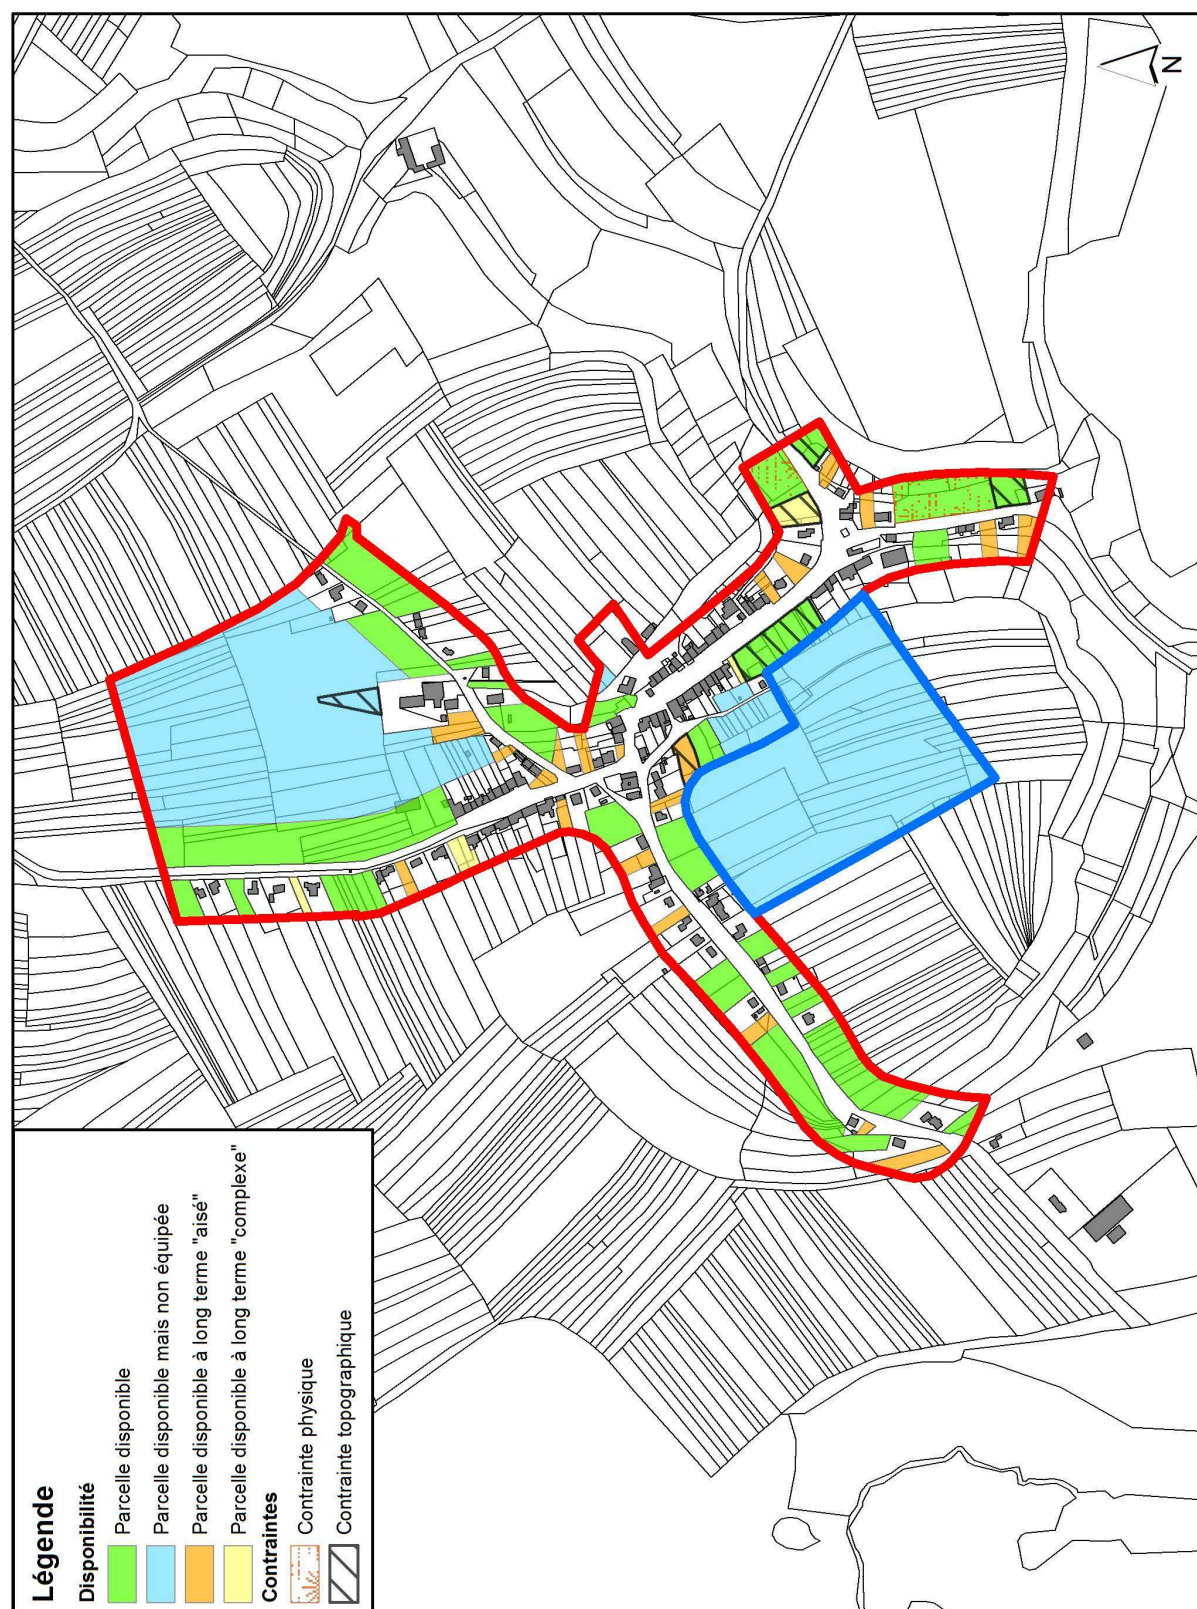 Légende
Disponibilité
Parcelle disponible
Parcelle disponible mais non équipée
Parcelle disponible à long terme "aisé"
Parcelle disponible à long terme "complexe"
Contraintes
Contrainte physique
Contrainte topographique
N